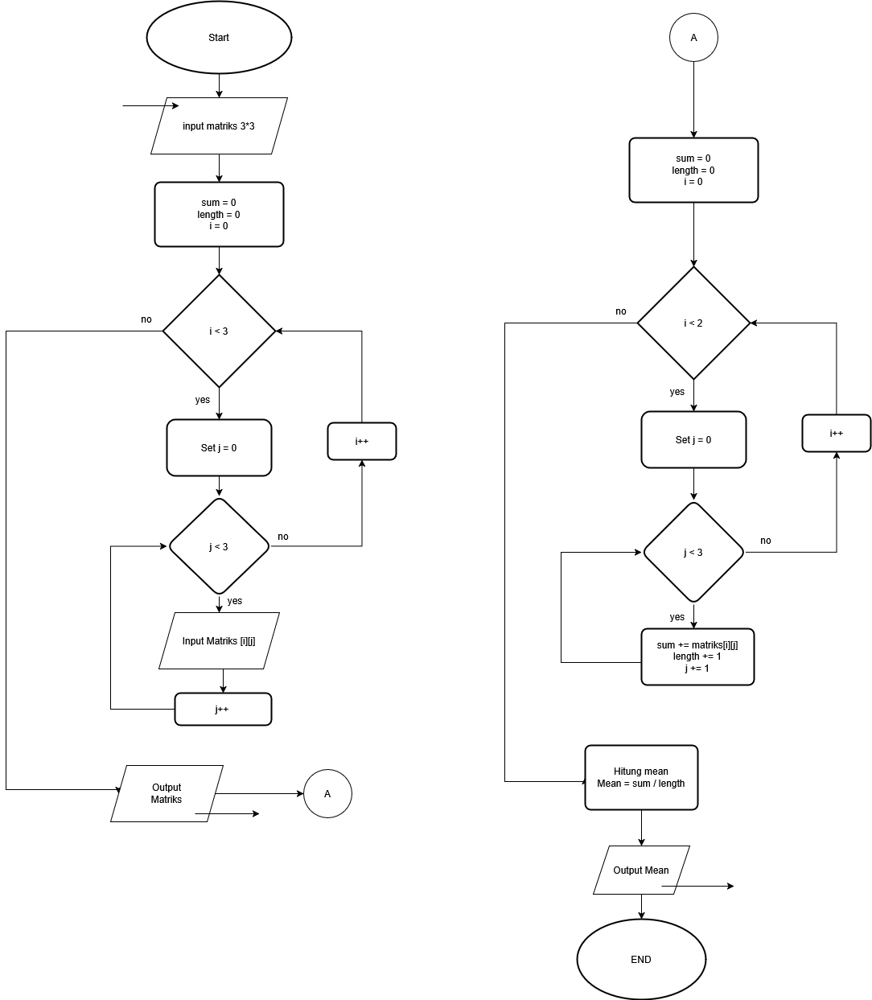 Start
input matriks 3*3
sum = 0
length = 0
i = 0
no
i < 3
yes
Set j = 0
i++
j < 3
no
yes
Input Matriks [i][j]
j++
Output
Matriks
A
A
sum = 0
length = 0
i = 0
no
i < 2
yes
Set j = 0
i++
j < 3
no
yes
sum += matriks[i][j]
length += 1
j += 1
Hitung mean
Mean = sum / length
Output Mean
END